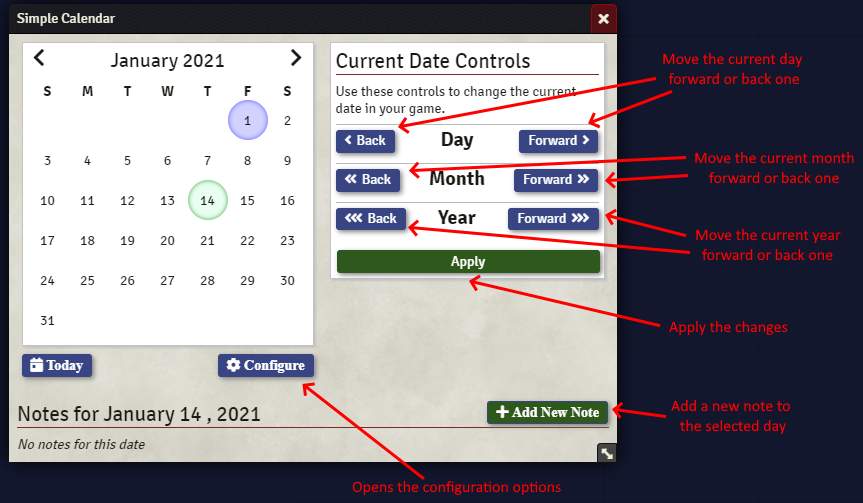 Simple Calendar
January 2021
S M T W T F S
1 2
3 4 5 6 7 8 9
10 11 12 13 14 15 16
17 18 19 20 21 22 23
24 25 26 27 28 29 30
31
Today
Configure
Current Date Controls
Use these controls to change the current
date in your game.
Back Day Forward
Back Month Forward
Back Year Forward
Apply
Notes for January 14 , 2021
Add New Note
No notes for this date
Move the current day
forward or back one
Move the current month
forward or back one
Move the current year
forward or back one
Apply the changes
Add a new note to
the selected day
Opens the configuration options